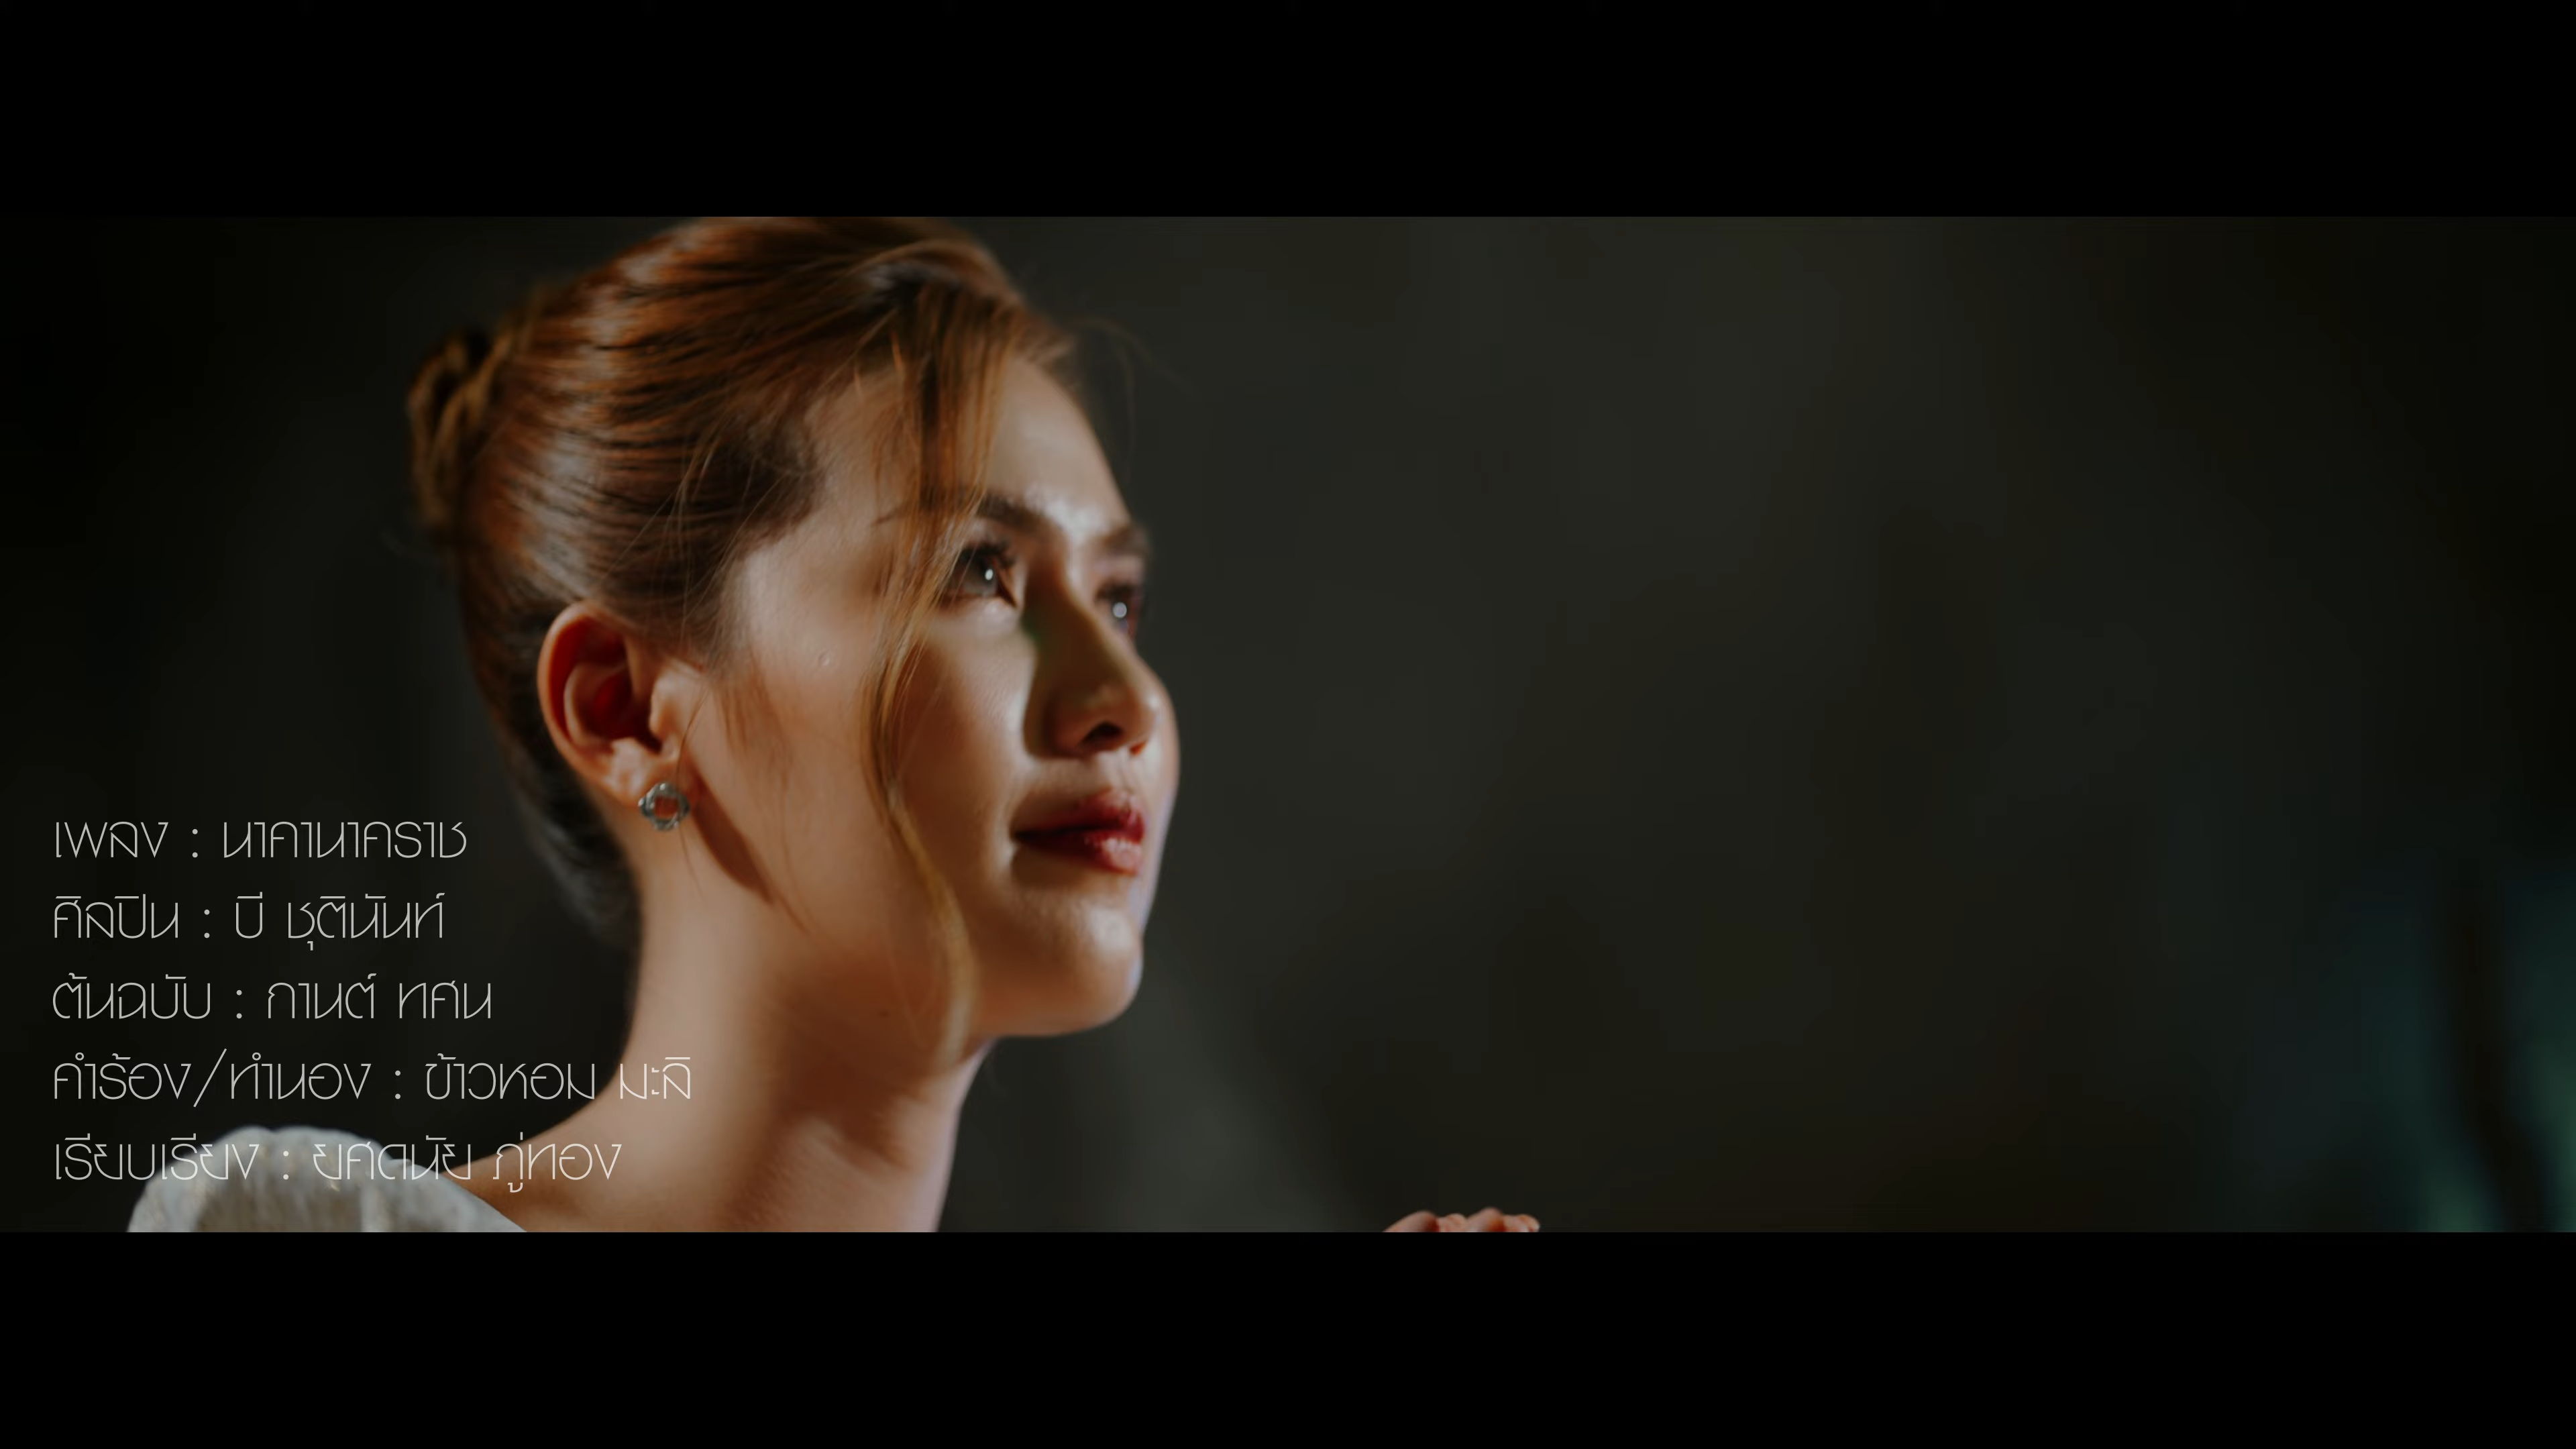 เพลง : นาคานาคราช
ศิลปิน : บี ชุตินันท์
ต้นฉบับ : กานต์ ทศน
คำร้อง/ทำนอง : ข้าวหอม มะลิ
เรียบเรียง : ยศดนัย ภู่ทอง